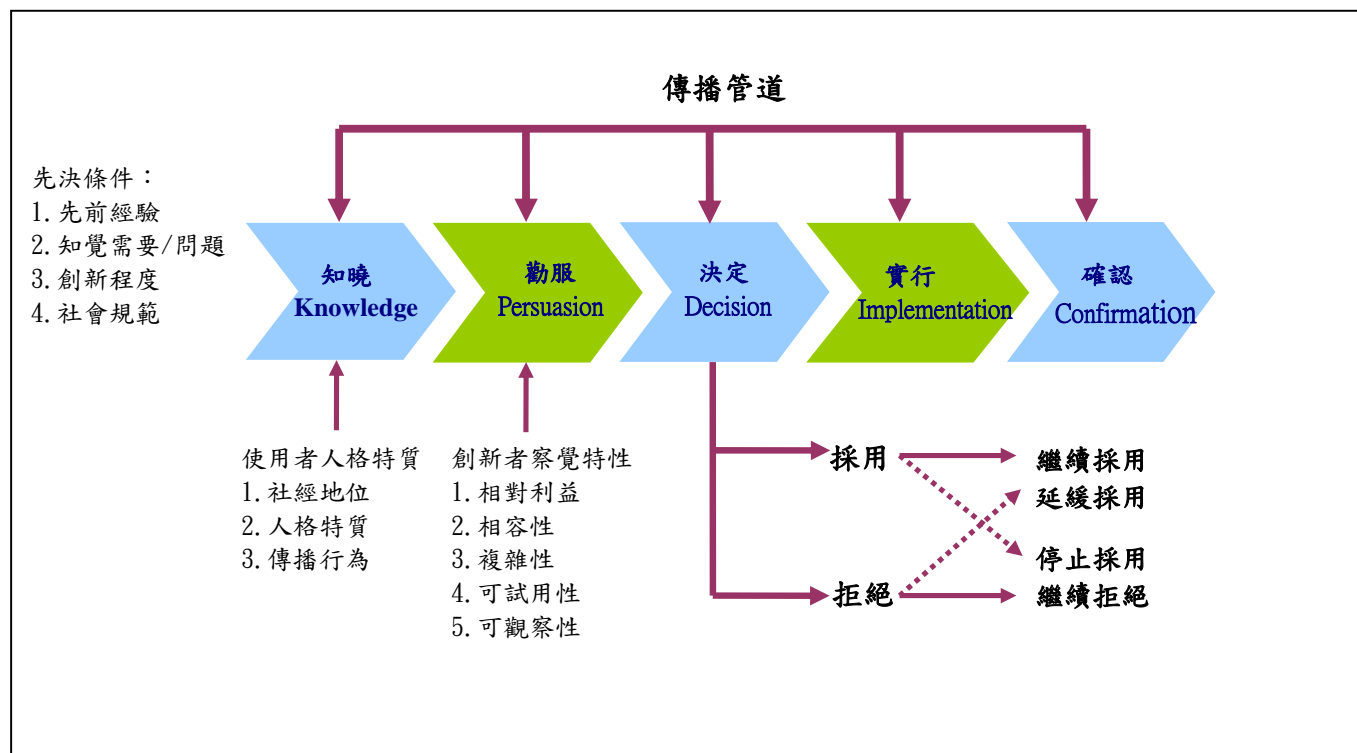 傳播管道
先決條件：
1.先前經驗
2.知覺需要/問題
3.創新程度
4.社會規範
知曉
Knowledge
勸服
Persuasion
決定
Decision
實行
Implementation
確認
Confirmation
使用者人格特質
1.社經地位
2.人格特質
3.傳播行為
創新者察覺特性
1.相對利益
2.相容性
3.複雜性
4.可試用性
5.可觀察性
採用
拒絕
繼續採用
延緩採用
停止採用
繼續拒絕